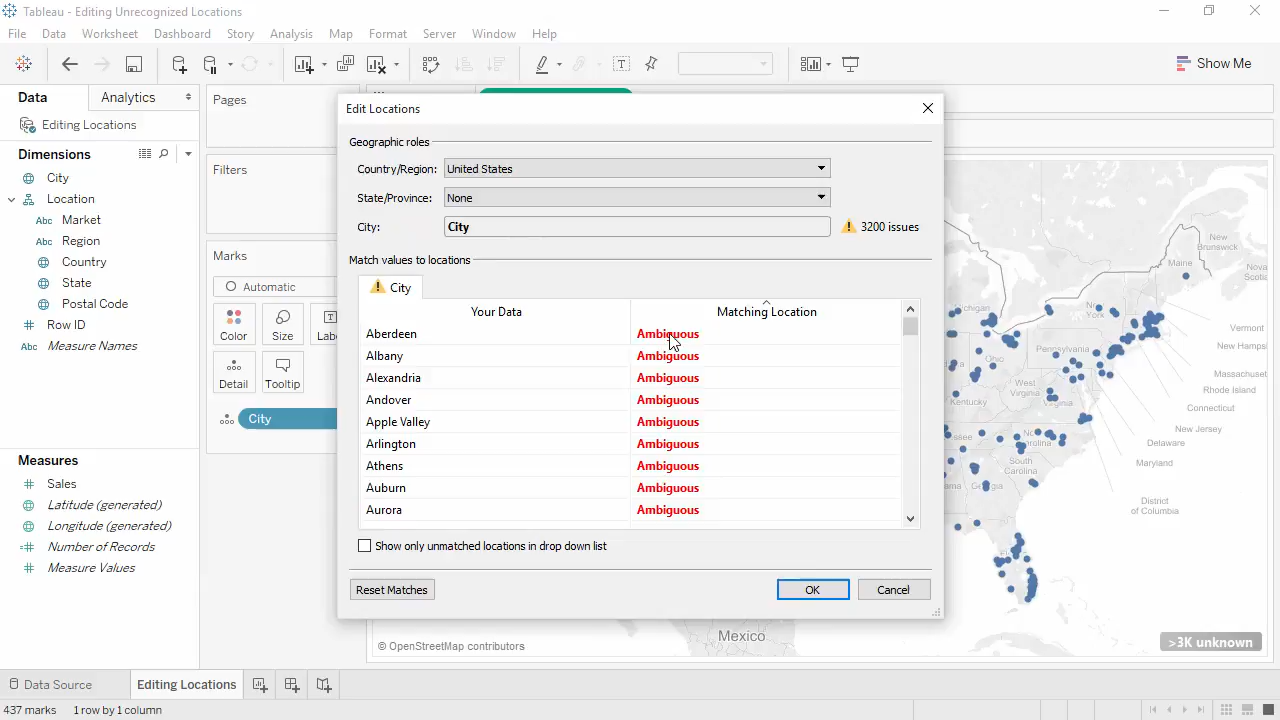 Tableau - Editing Unrecognized Locations
File Data Worksheet Dashboard Story Analysis Map Format Server Window Help
Show Me
Data Analytics
Editing Locations
Dimensions
City
Location
Abc Market
Abc Region
Country
State
Postal Code
Row ID
Abc Measure Names
Measures
Sales
Latitude (generated)
Longitude (generated)
Number of Records
Measure Values
Pages
Filters
Marks
Automatic
Color Size
Detail Tooltip
City
Edit Locations
Geographic roles
Country/Region: United States
State/Province: None
City: City 3200 issues
Match values to locations
City
Your Data Matching Location
Aberdeen Ambiguous
Albany Ambiguous
Alexandria Ambiguous
Andover Ambiguous
Apple Valley Ambiguous
Arlington Ambiguous
Athens Ambiguous
Auburn Ambiguous
Aurora Ambiguous
Show only unmatched locations in drop down list
Reset Matches OK Cancel
New
Brunswick
Maine
Vermont
Ohio
Pennsylvania
West
Virginia
Virginia
Rhode Island
Connecticut
New Jersey
Delaware
Maryland
District
of Columbia
South
Carolina
Mexico
© OpenStreetMap contributors
>3K unknown
Data Source Editing Locations
437 marks 1 row by 1 column